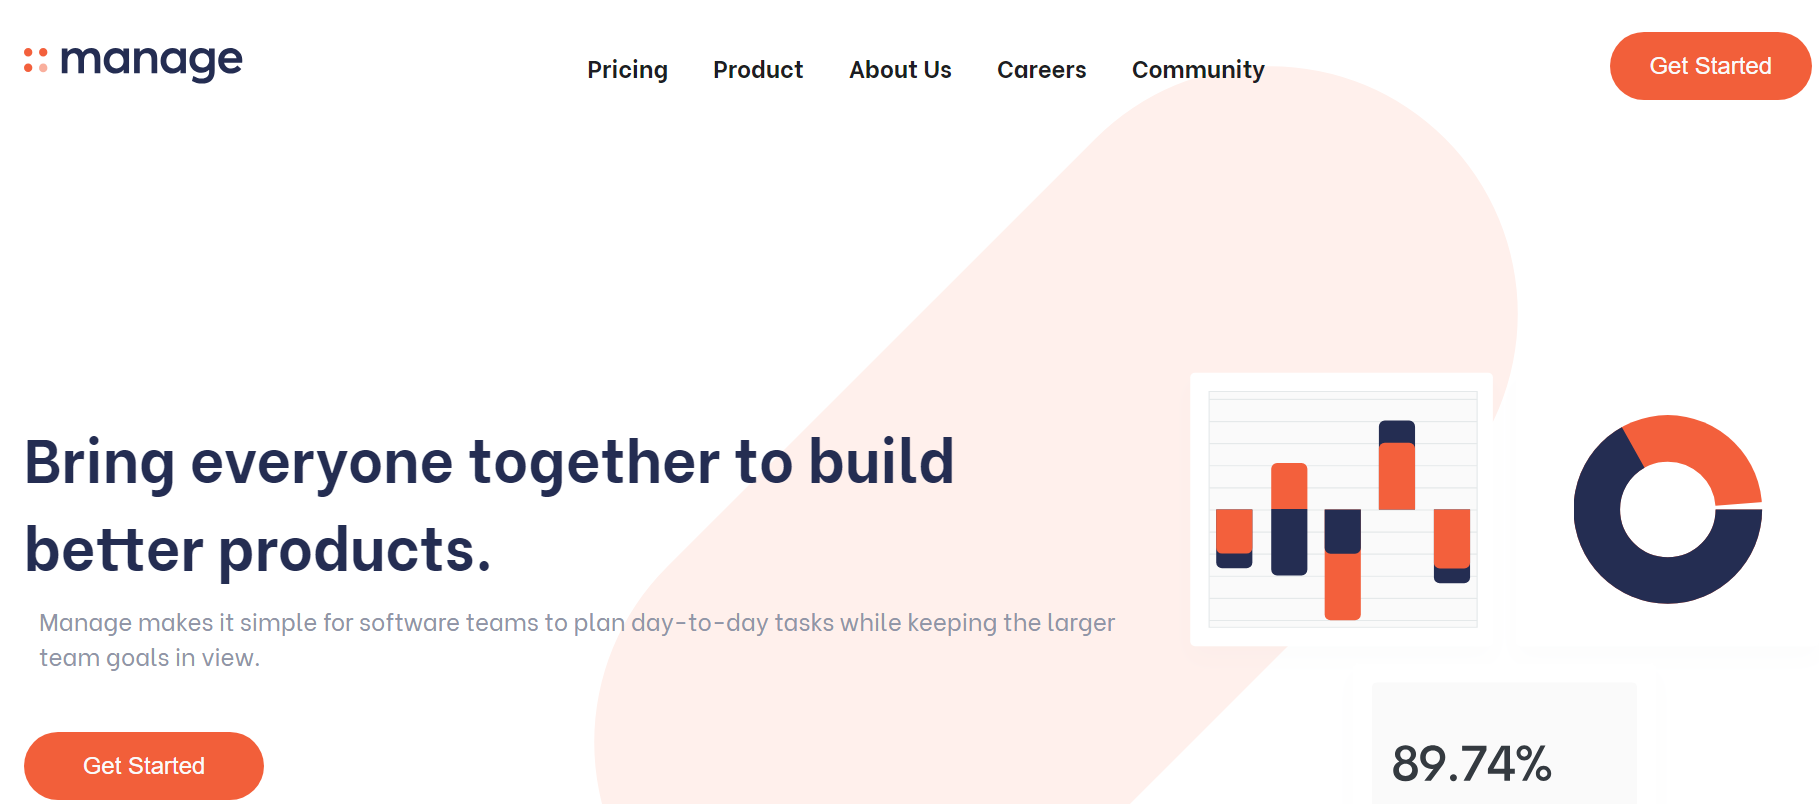 manage
Pricing Product About Us Careers Community
Get Started
Bring everyone together to build
better products.
Manage makes it simple for software teams to plan day-to-day tasks while keeping the larger
team goals in view.
Get Started
89.74%